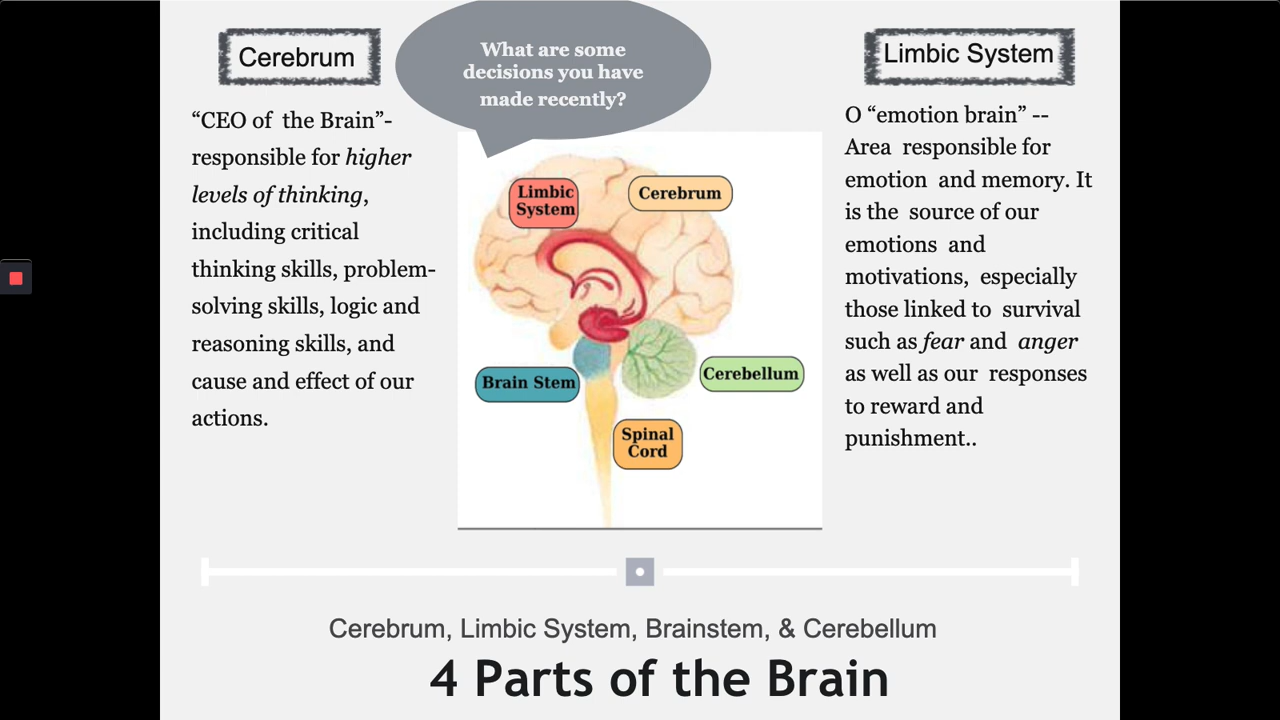 Cerebrum
“CEO of the Brain”-
responsible for higher
levels of thinking,
including critical
thinking skills, problem-
solving skills, logic and
reasoning skills, and
cause and effect of our
actions.
What are some
decisions you have
made recently?
Limbic
System
Cerebrum
Brain Stem
Cerebellum
Spinal
Cord
Limbic System
O “emotion brain” --
Area responsible for
emotion and memory. It
is the source of our
emotions and
motivations, especially
those linked to survival
such as fear and anger
as well as our responses
to reward and
punishment..
Cerebrum, Limbic System, Brainstem, & Cerebellum
4 Parts of the Brain